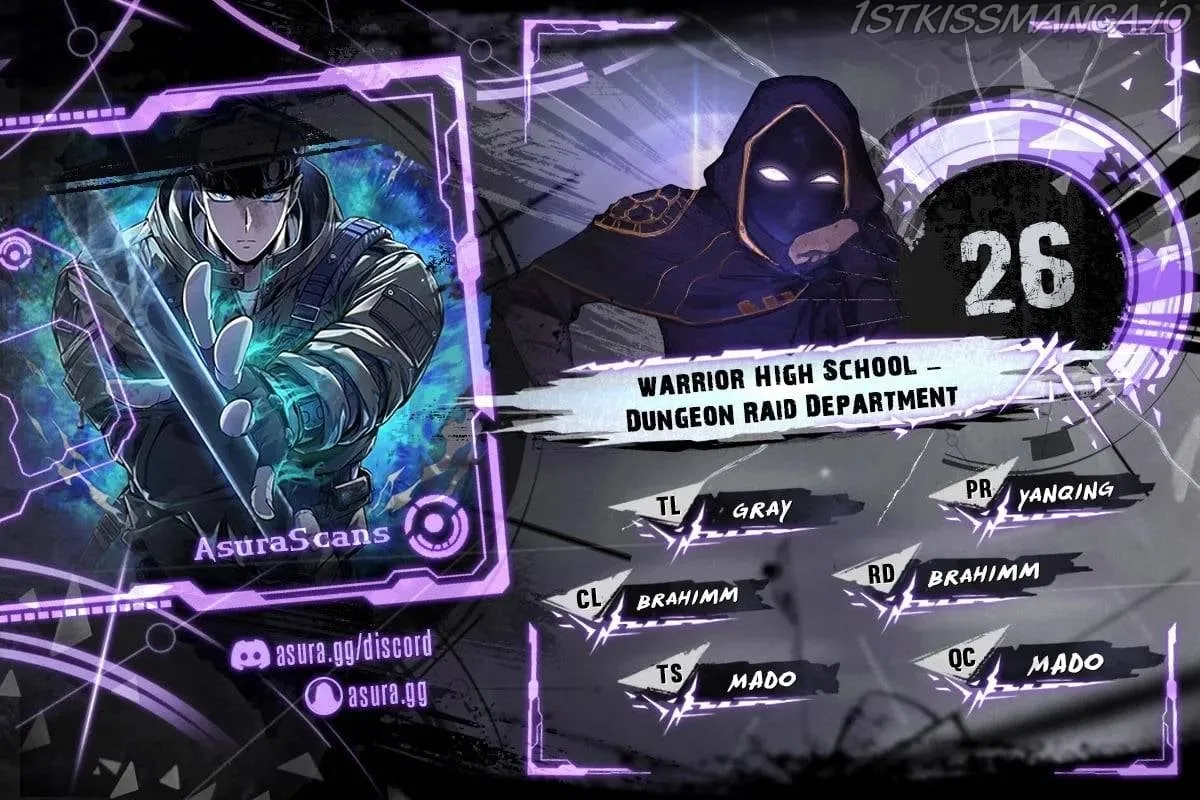 1STKISSMANGA.IO
26
WARRIOR HIGH SCHOOL –
DUNGEON RAID DEPARTMENT
TL GRAY
PR YANQING
CL BRAHIMM
RD BRAHIMM
TS MADO
QC MADO
AsuraScans
asura.gg/discord
asura.gg